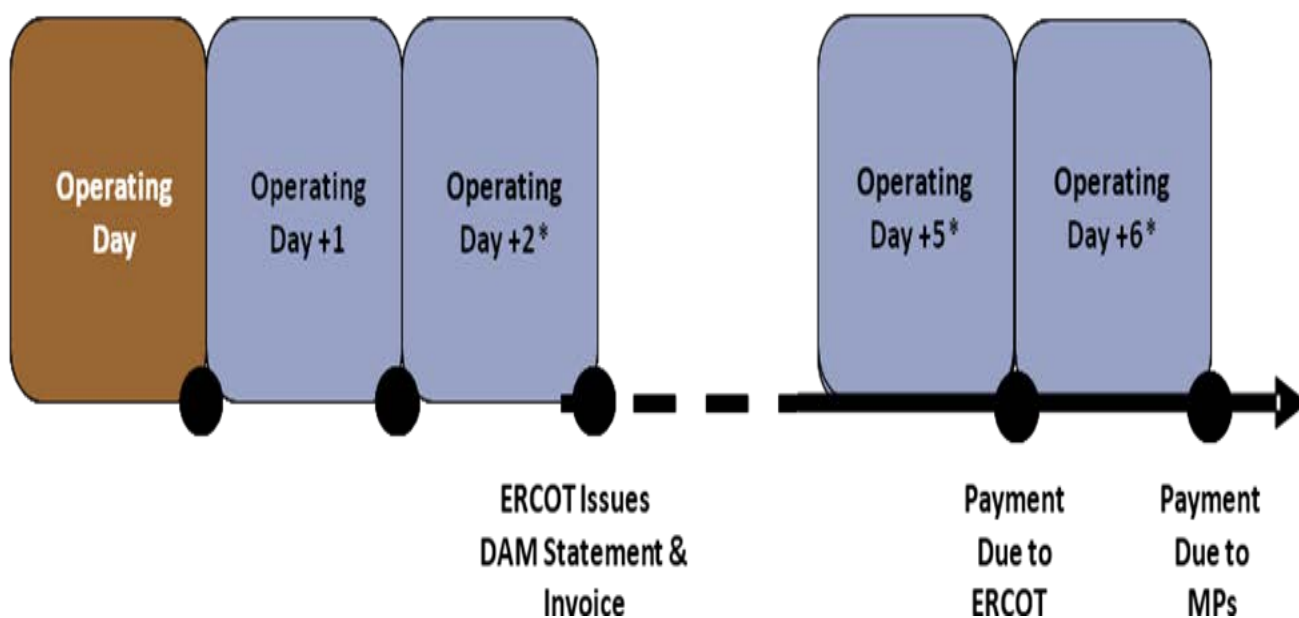 Operating
Day
Operating
Day +1
Operating
Day +2*
Operating
Day +5*
Operating
Day +6*
ERCOT Issues
DAM Statement &
Invoice
Payment
Due to
ERCOT
Payment
Due to
MPs